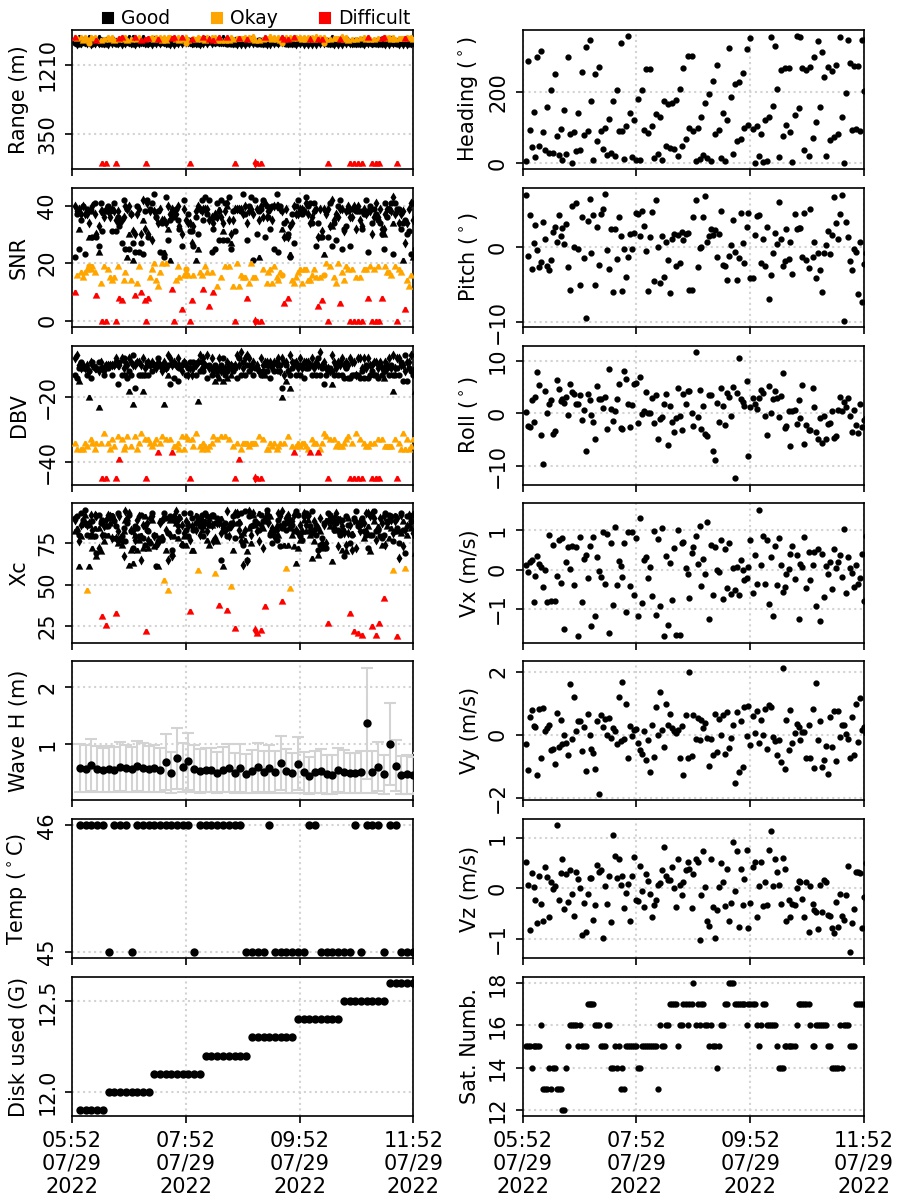 Good Okay Difficult
Range (m)
1210
350
Heading (°)
200
0
SNR
40
20
0
Pitch (°)
0
−10
DBV
−20
−40
Roll (°)
10
0
−10
Xc
75
50
25
Vx (m/s)
1
0
−1
Wave H (m)
2
1
Vy (m/s)
2
0
−2
Temp (°C)
46
45
Vz (m/s)
1
0
−1
Disk used (G)
12.5
12.0
Sat. Numb.
18
16
14
12
05:52 07:52 09:52 11:52
07/29 07/29 07/29 07/29
2022 2022 2022 2022
05:52 07:52 09:52 11:52
07/29 07/29 07/29 07/29
2022 2022 2022 2022